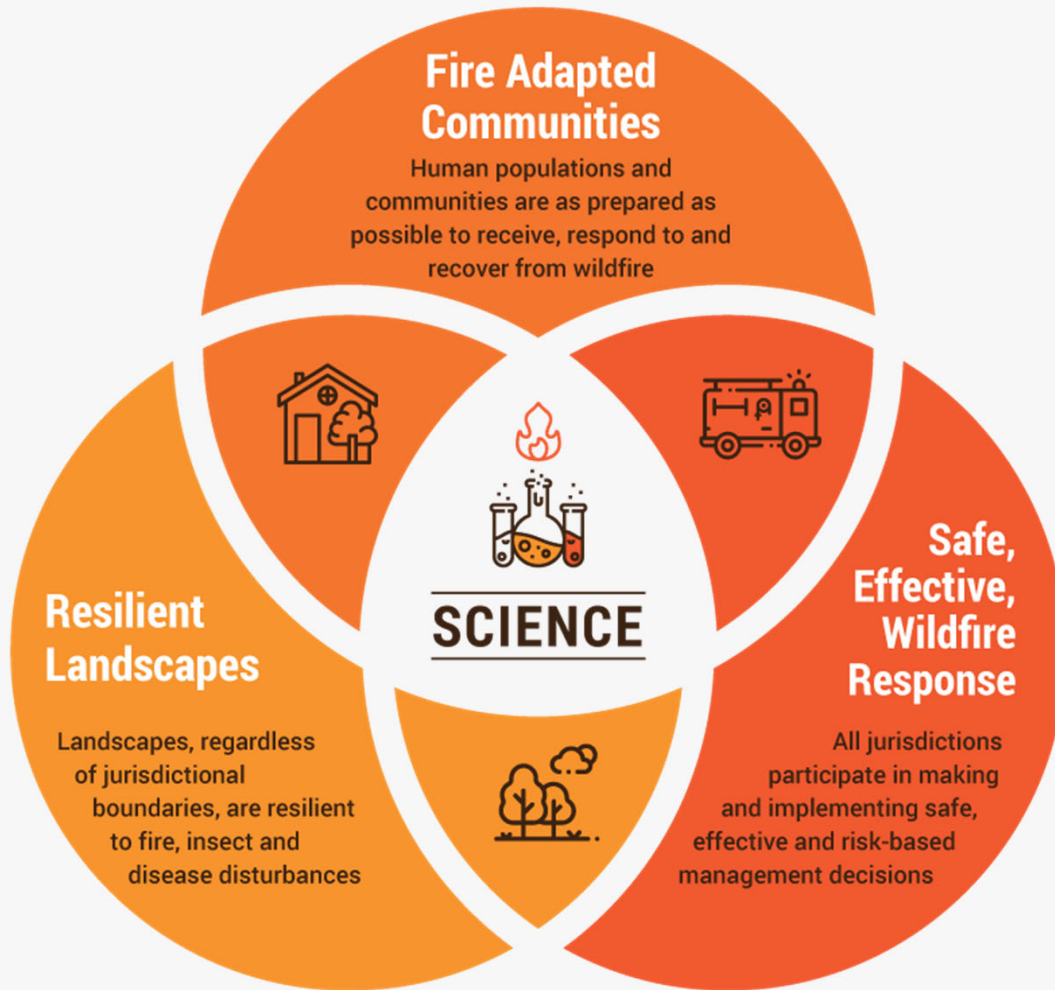 Fire Adapted
Communities
Human populations and
communities are as prepared as
possible to receive, respond to and
recover from wildfire
SCIENCE
Resilient
Landscapes
Landscapes, regardless
of jurisdictional
boundaries, are resilient
to fire, insect and
disease disturbances
Safe,
Effective,
Wildfire
Response
All jurisdictions
participate in making
and implementing safe,
effective and risk-based
management decisions